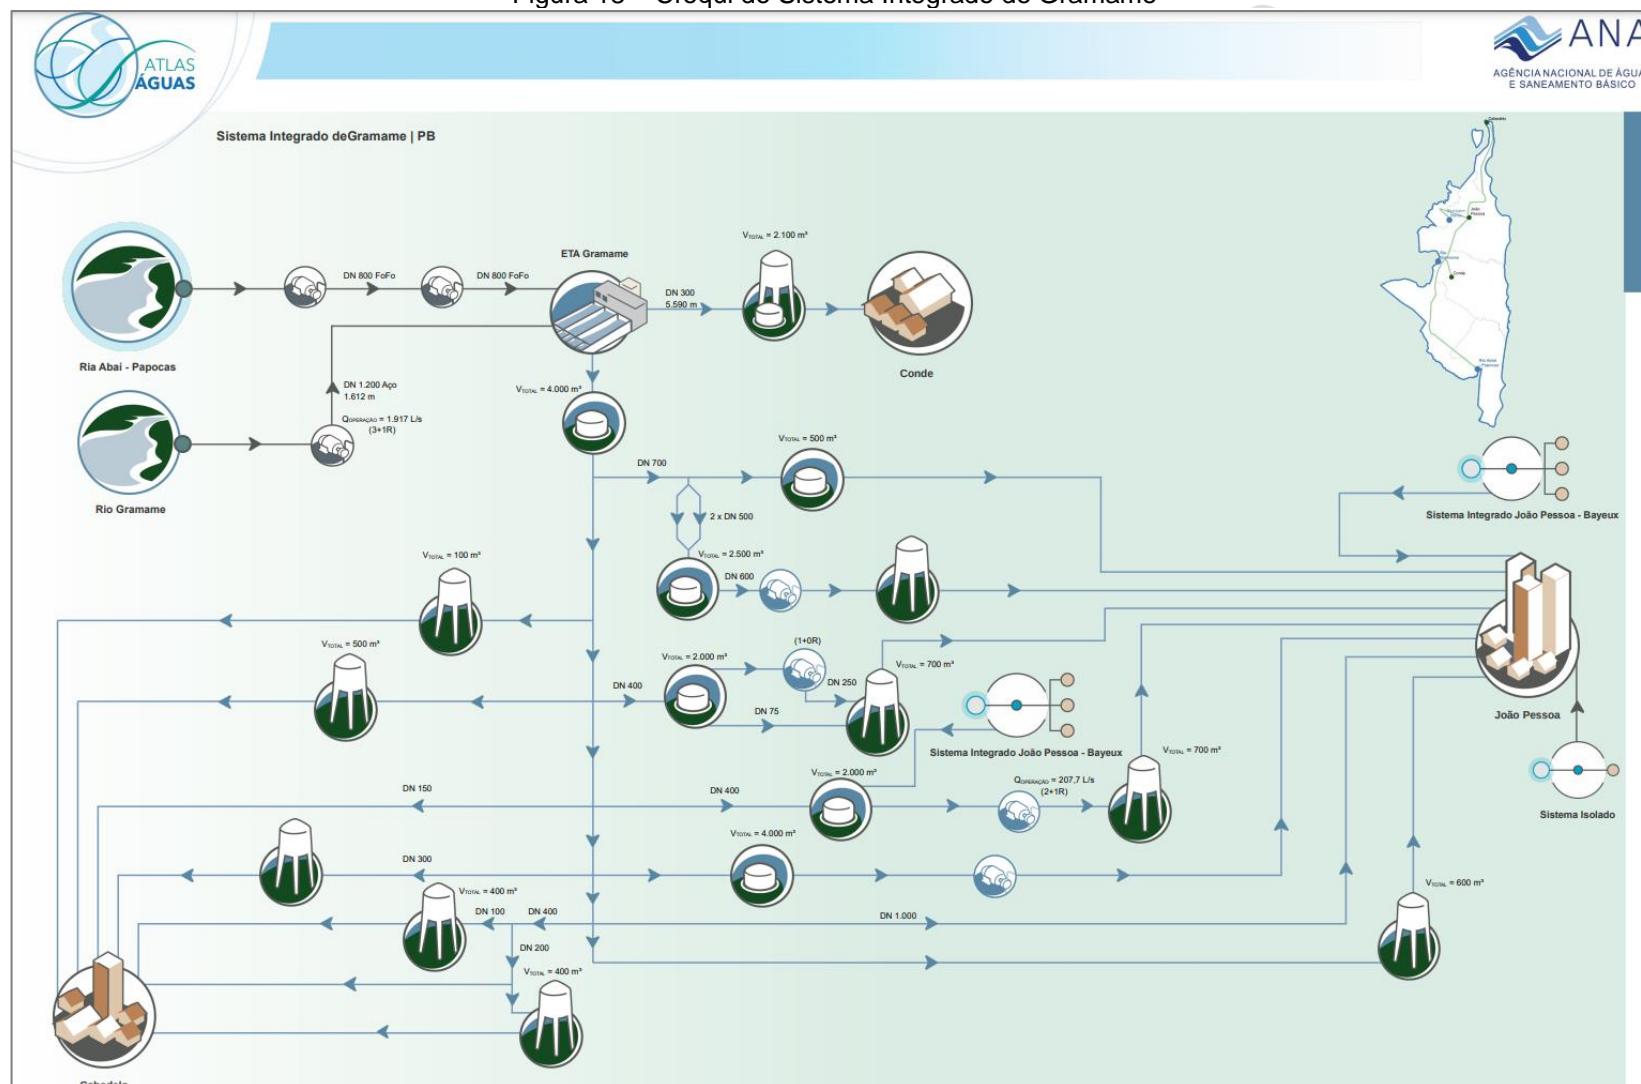 Figura 18 – Croqui do Sistema Integrado de Gramame
ATLAS
ÁGUAS
ANA
AGÊNCIA NACIONAL DE ÁGUA
E SANEAMENTO BÁSICO
Sistema Integrado deGramame | PB
Cabedelo
João
Pessoa
Conde
VTOTAL = 2.100 m³
ETA Gramame
DN 800 FoFo
DN 800 FoFo
DN 300
5.590 m
Ria Abaí - Papocas
Conde
DN 1.200 Aço
1.612 m
VTOTAL = 4.000 m³
QOPERAÇÃO = 1.917 L/s
(3+1R)
Rio Gramame
DN 700
VTOTAL = 500 m³
2 x DN 500
Sistema Integrado João Pessoa - Bayeux
VTOTAL = 100 m³
VTOTAL = 2.500 m³
DN 600
VTOTAL = 500 m³
(1+0R)
VTOTAL = 2.000 m³
VTOTAL = 700 m³
DN 400
DN 250
DN 75
João Pessoa
Sistema Integrado João Pessoa - Bayeux
VTOTAL = 700 m³
VTOTAL = 2.000 m³
QOPERAÇÃO = 207,7 L/s
(2+1R)
DN 150
DN 400
Sistema Isolado
VTOTAL = 4.000 m³
DN 300
VTOTAL = 400 m³
VTOTAL = 600 m³
DN 100
DN 400
DN 1.000
DN 200
VTOTAL = 400 m³